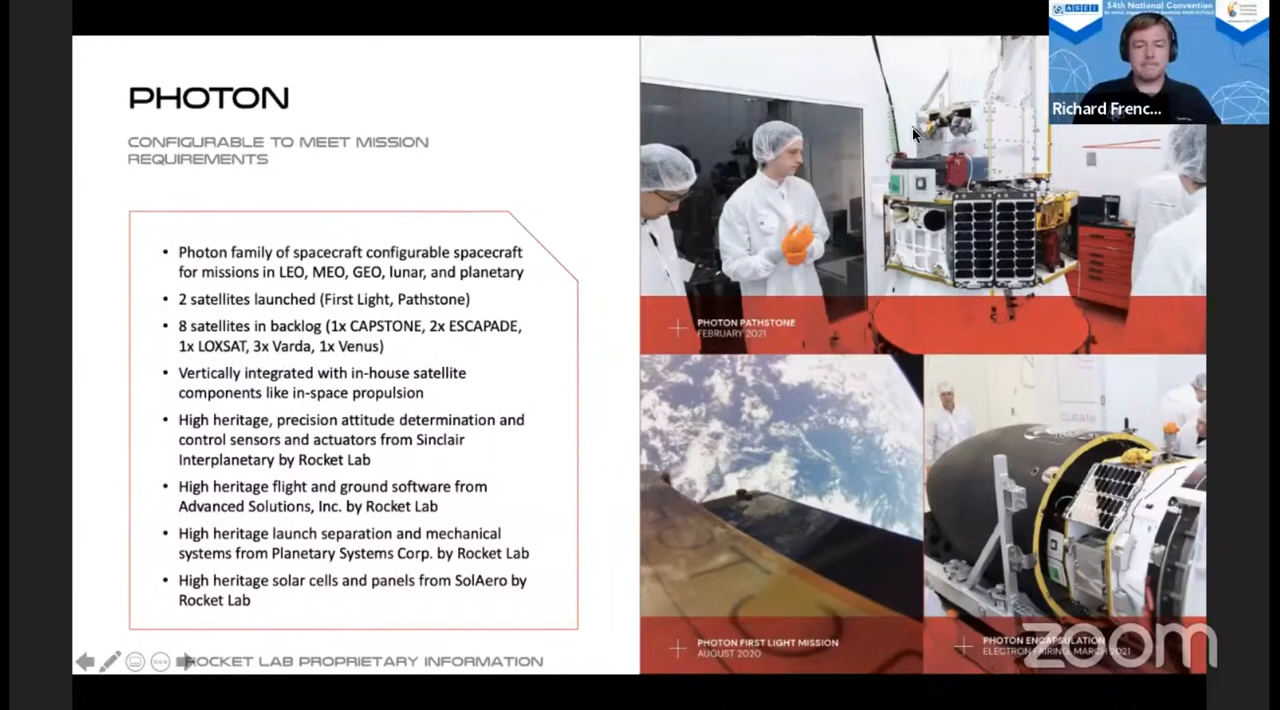 PHOTON
CONFIGURABLE TO MEET MISSION
REQUIREMENTS
• Photon family of spacecraft configurable spacecraft
for missions in LEO, MEO, GEO, lunar, and planetary
• 2 satellites launched (First Light, Pathstone)
• 8 satellites in backlog (1x CAPSTONE, 2x ESCAPADE,
1x LOXSAT, 3x Varda, 1x Venus)
• Vertically integrated with in-house satellite
components like in-space propulsion
• High heritage, precision attitude determination and
control sensors and actuators from Sinclair
Interplanetary by Rocket Lab
• High heritage flight and ground software from
Advanced Solutions, Inc. by Rocket Lab
• High heritage launch separation and mechanical
systems from Planetary Systems Corp. by Rocket Lab
• High heritage solar cells and panels from SolAero by
Rocket Lab
ROCKET LAB PROPRIETARY INFORMATION
PHOTON PATHSTONE
FEBRUARY 2021
PHOTON FIRST LIGHT MISSION
AUGUST 2020
PHOTON ENCAPSULATION
ELECTRON FAIRING, MARCH 2021
zoom
ASEI
34th National Convention
Richard Frenc...